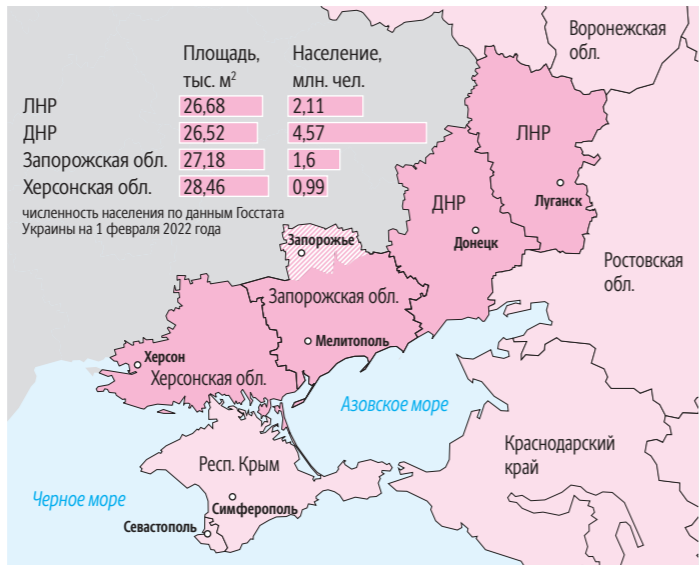 Площадь, Население,
тыс. м² млн. чел.
ЛНР 26,68 2,11
ДНР 26,52 4,57
Запорожская обл. 27,18 1,6
Херсонская обл. 28,46 0,99
численность населения по данным Госстата
Украины на 1 февраля 2022 года
Воронежская
обл.
ЛНР
Луганск
ДНР
Донецк
Запорожье
Ростовская
обл.
Запорожская обл.
Мелитополь
Херсон
Херсонская обл.
Азовское море
Краснодарский
край
Респ. Крым
Черное море
Симферополь
Севастополь